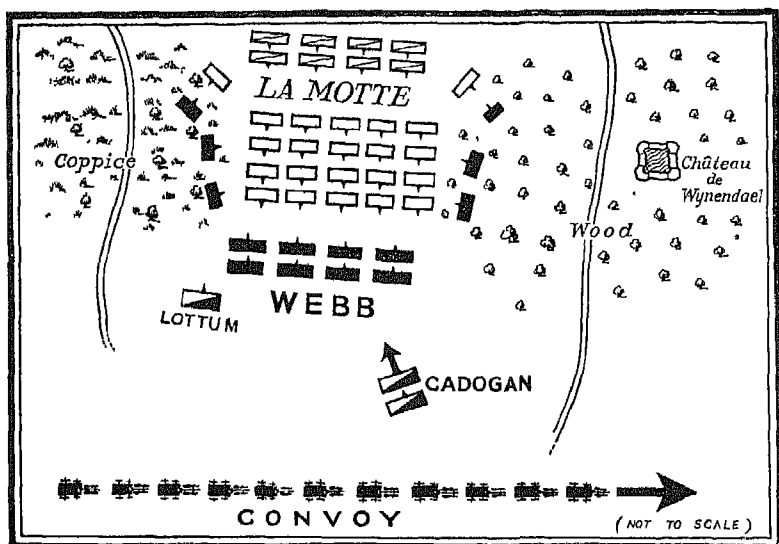 LA MOTTE
Coppice
Château
de
Wynendael
Wood
WEBB
LOTTUM
CADOGAN
CONVOY
(NOT TO SCALE)